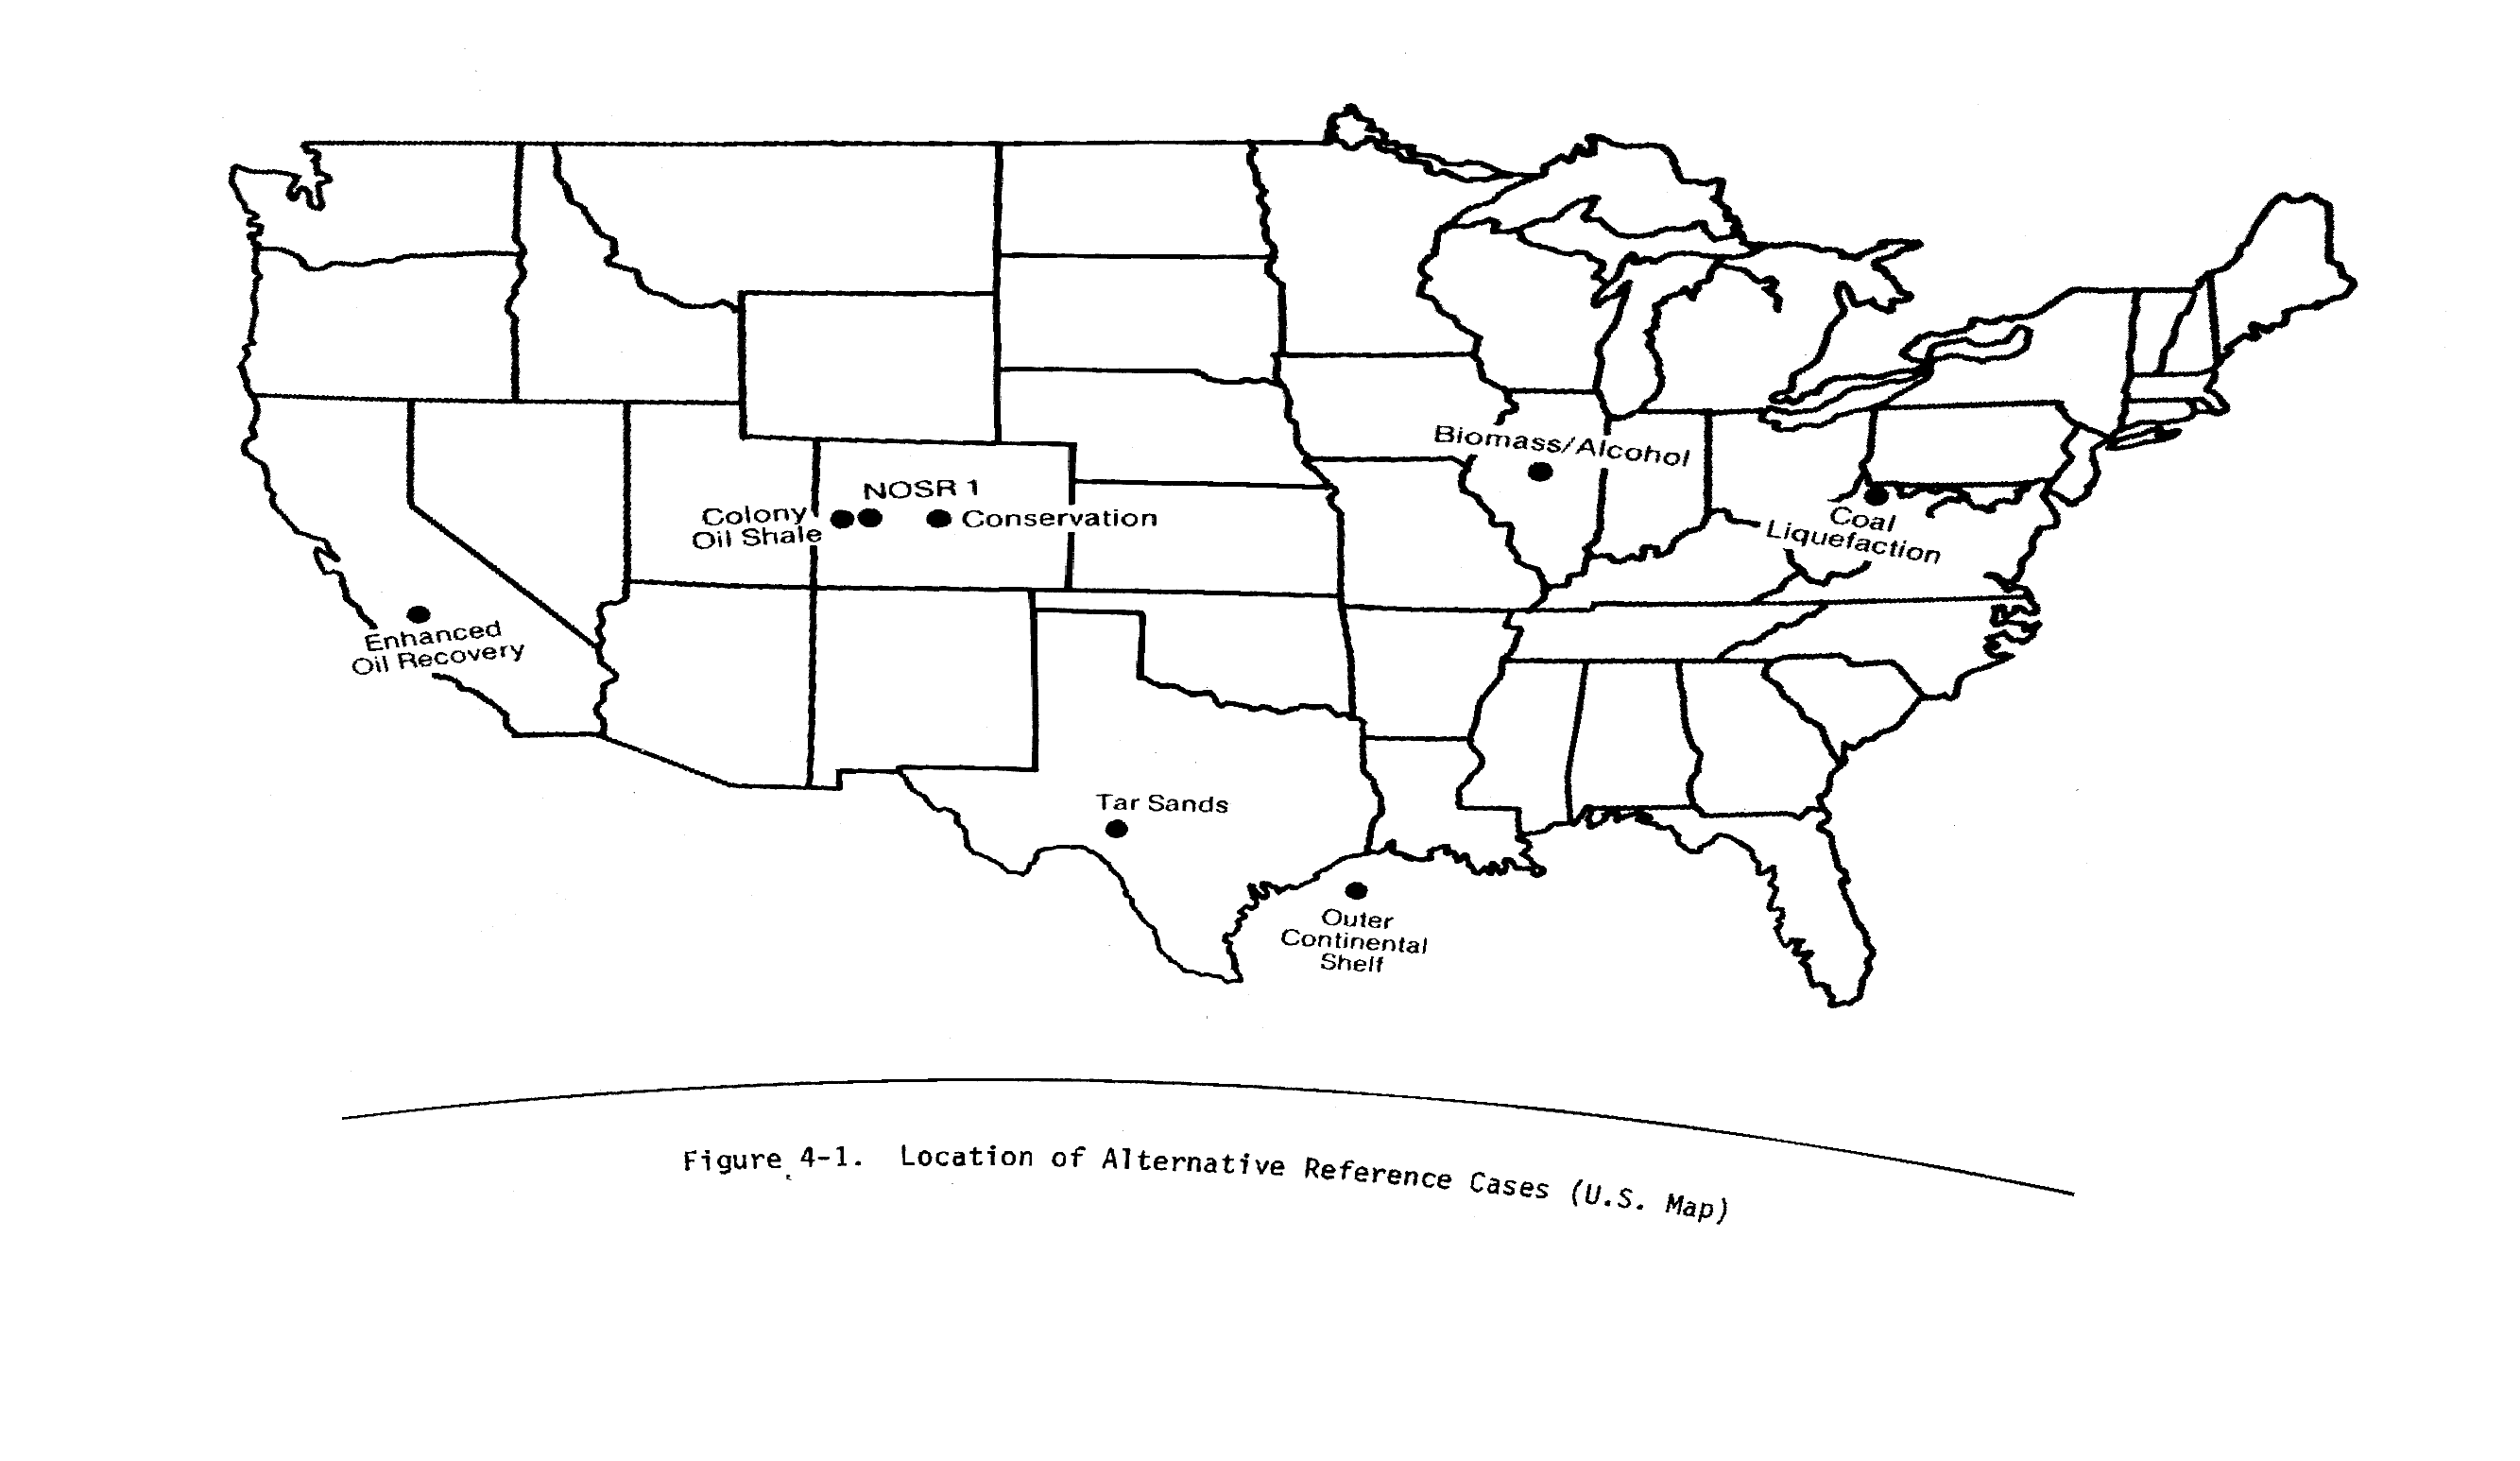 Biomass/Alcohol
NOSR 1
Colony
Oil Shale
Conservation
Coal
Liquefaction
Enhanced
Oil Recovery
Tar Sands
Outer
Continental
Shelf
Figure 4-1. Location of Alternative Reference Cases (U.S. Map)